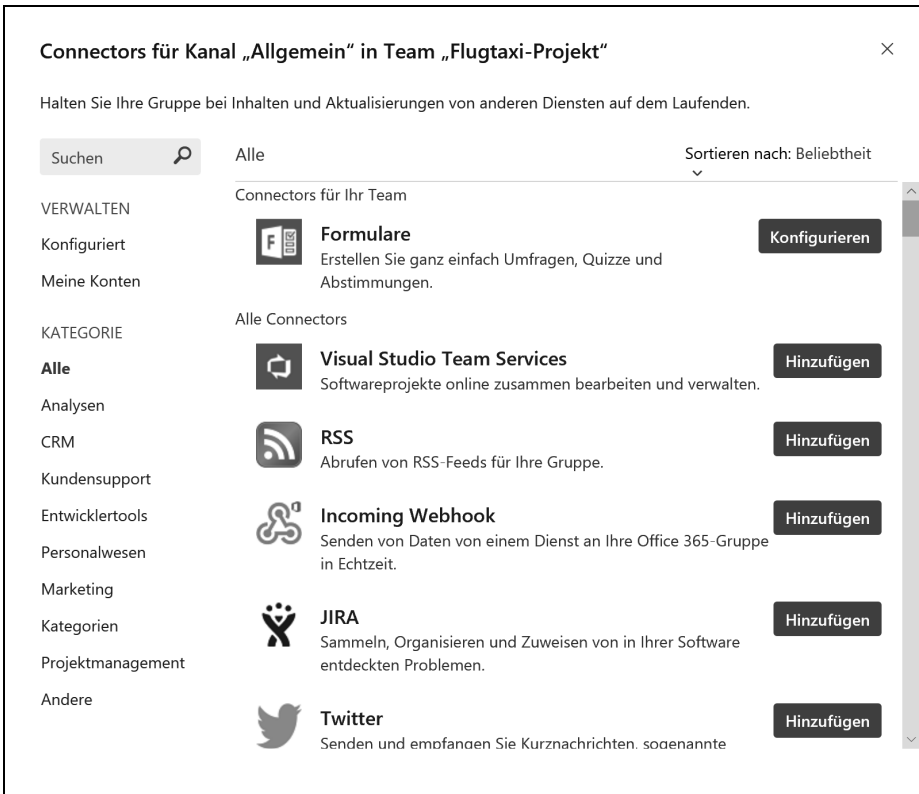 Connectors für Kanal „Allgemein“ in Team „Flugtaxi-Projekt“
Halten Sie Ihre Gruppe bei Inhalten und Aktualisierungen von anderen Diensten auf dem Laufenden.
Suchen
VERWALTEN
Konfiguriert
Meine Konten
KATEGORIE
Alle
Analysen
CRM
Kundensupport
Entwicklertools
Personalwesen
Marketing
Kategorien
Projektmanagement
Andere
Alle
Sortieren nach: Beliebtheit
Connectors für Ihr Team
F
Formulare
Erstellen Sie ganz einfach Umfragen, Quizze und
Abstimmungen.
Konfigurieren
Alle Connectors
Visual Studio Team Services
Softwareprojekte online zusammen bearbeiten und verwalten.
Hinzufügen
RSS
Abrufen von RSS-Feeds für Ihre Gruppe.
Hinzufügen
Incoming Webhook
Senden von Daten von einem Dienst an Ihre Office 365-Gruppe
in Echtzeit.
Hinzufügen
JIRA
Sammeln, Organisieren und Zuweisen von in Ihrer Software
entdeckten Problemen.
Hinzufügen
Twitter
Senden und empfangen Sie Kurznachrichten, sogenannte
Hinzufügen